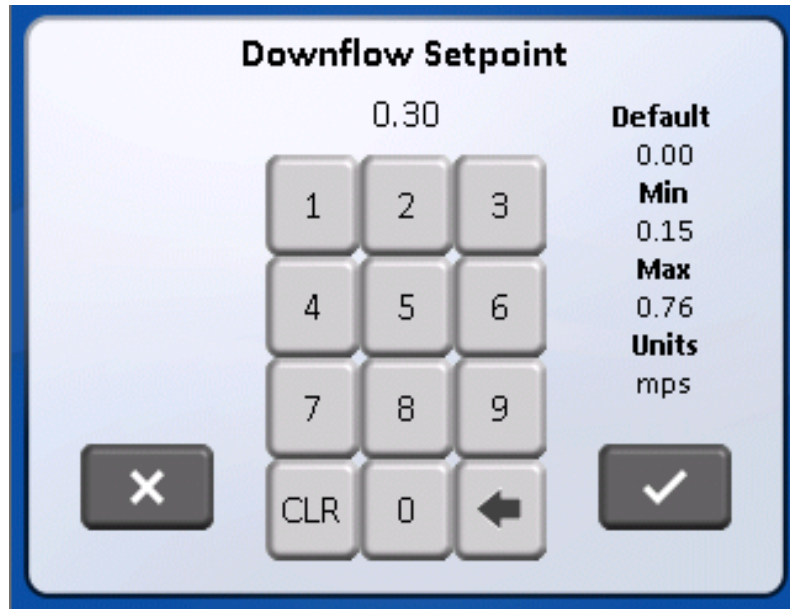 Downflow Setpoint
0.30
Default
0.00
Min
0.15
Max
0.76
Units
mps
1 2 3
4 5 6
7 8 9
CLR 0